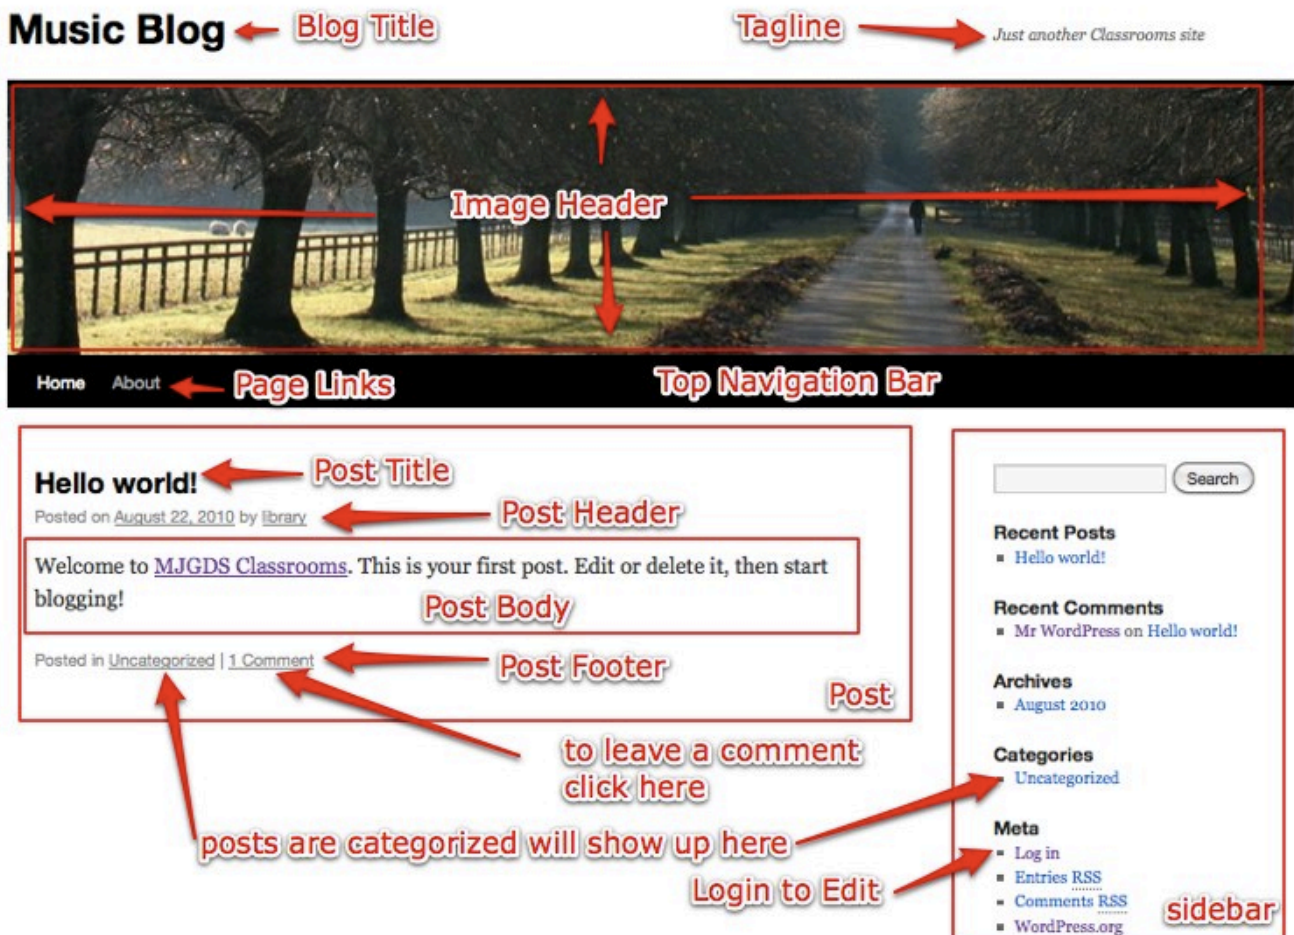 Music Blog
Blog Title
Tagline
Just another Classrooms site
Image Header
Home About
Page Links
Top Navigation Bar
Hello world!
Post Title
Posted on August 22, 2010 by library
Post Header
Welcome to MJGDS Classrooms. This is your first post. Edit or delete it, then start
blogging!
Post Body
Posted in Uncategorized | 1 Comment
Post Footer
Post
to leave a comment
click here
posts are categorized will show up here
Login to Edit
Search
Recent Posts
Hello world!
Recent Comments
Mr WordPress on Hello world!
Archives
August 2010
Categories
Uncategorized
Meta
Log in
Entries RSS
Comments RSS
WordPress.org
sidebar